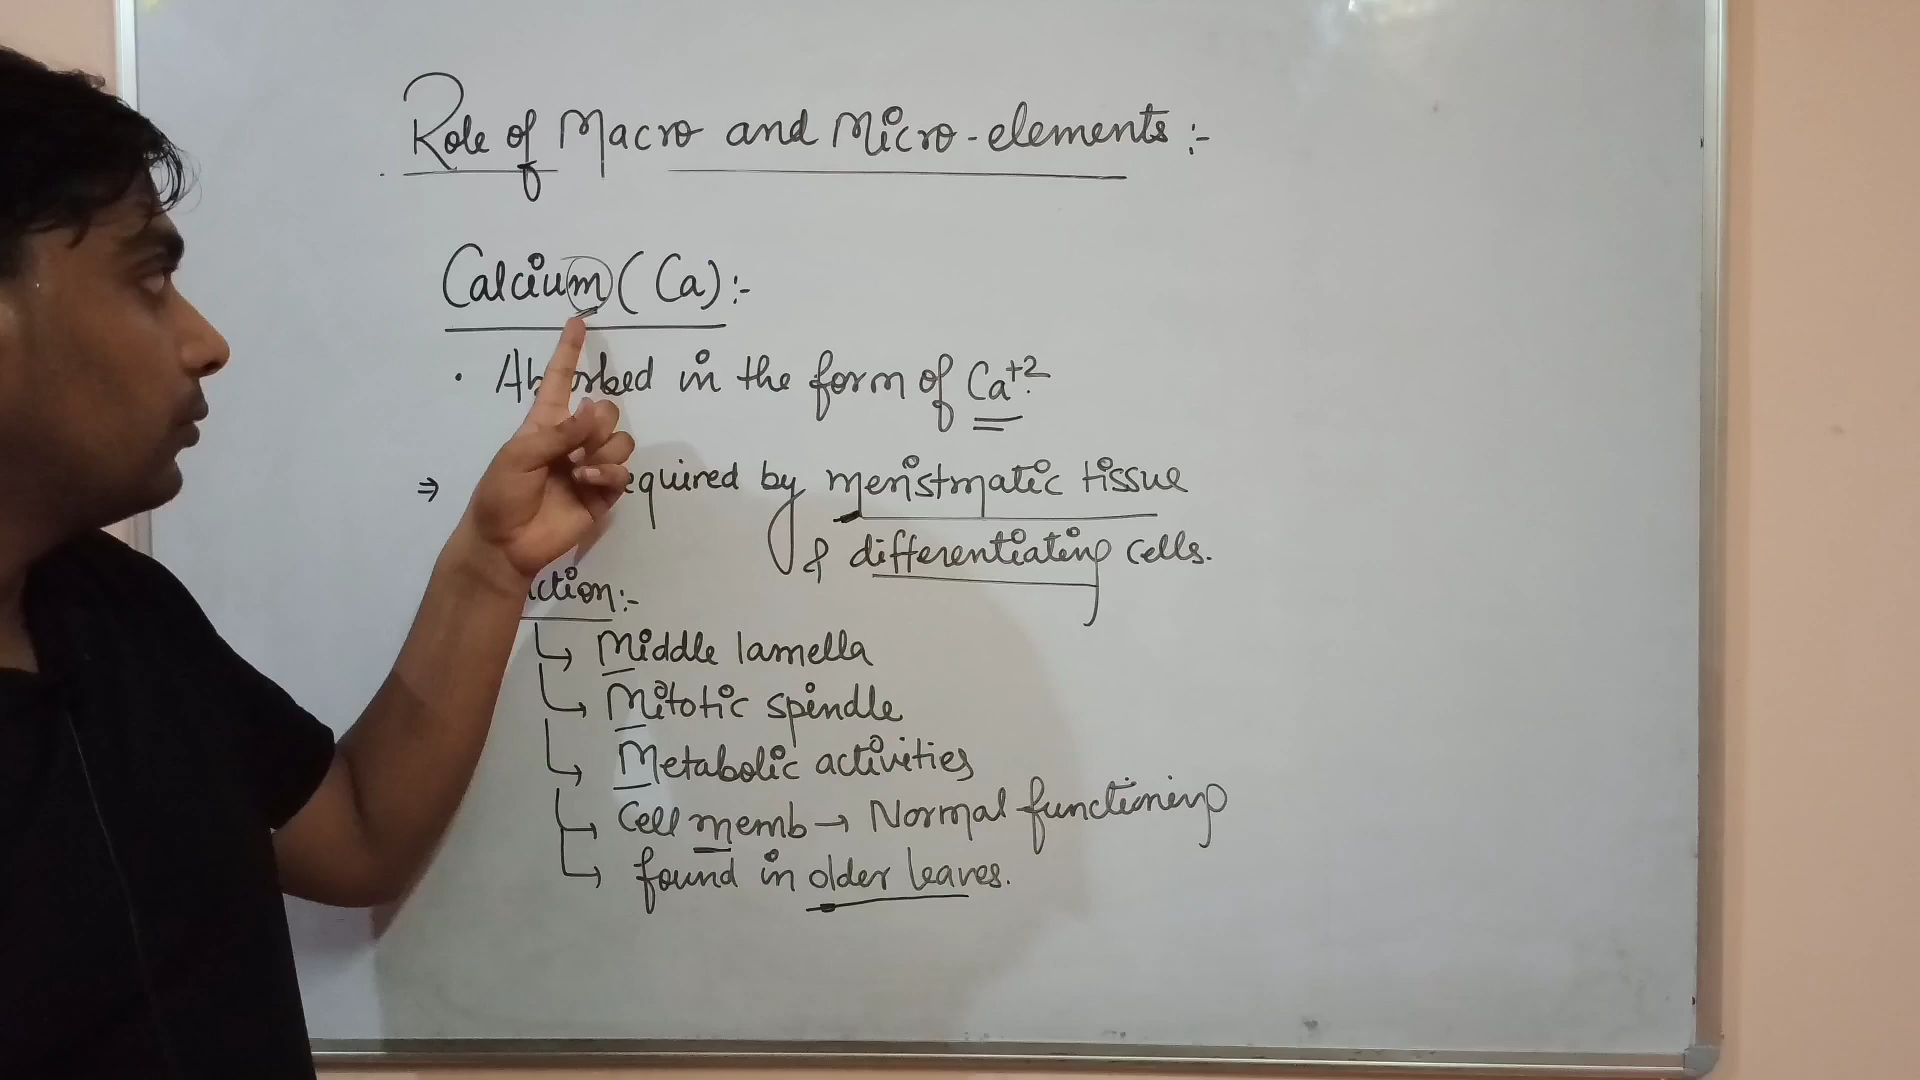 Role of Macro and Micro-elements :-
Calcium (Ca) :-
• Absorbed in the form of Ca+2.
⇒ equired by meristmatic tissue
& differentiating cells.
ction :-
↳ Middle lamella
↳ Mitotic spindle
↳ Metabolic activities
↳ Cell memb → Normal functioning
↳ found in older leaves.